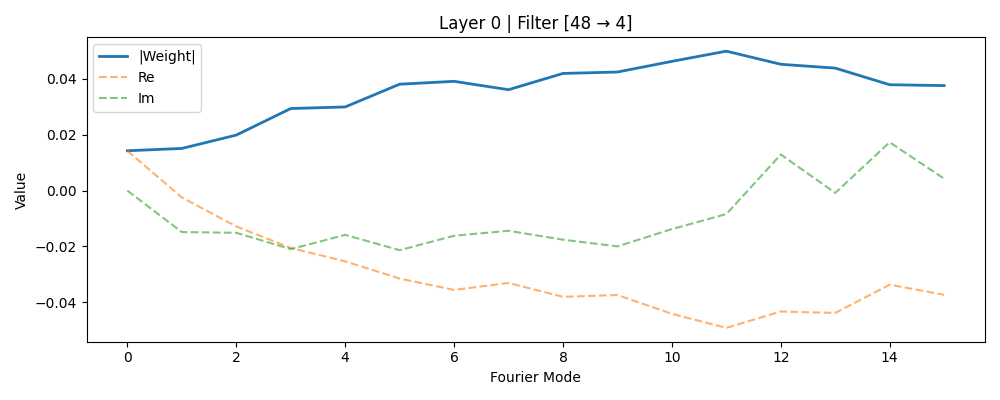 Layer 0 | Filter [48 → 4]
|Weight|
Re
Im
0.04
0.02
0.00
−0.02
−0.04
Value
0 2 4 6 8 10 12 14
Fourier Mode